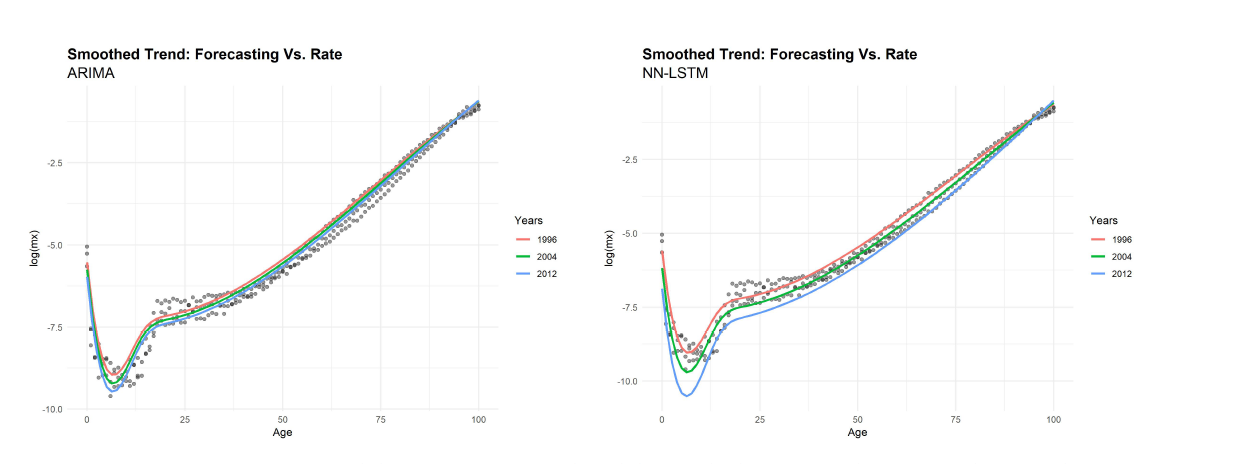 Smoothed Trend: Forecasting Vs. Rate
ARIMA
log(mx)
-2.5
-5.0
-7.5
-10.0
0
25
50
75
100
Age
Years
1996
2004
2012
Smoothed Trend: Forecasting Vs. Rate
NN-LSTM
log(mx)
-2.5
-5.0
-7.5
-10.0
0
25
50
75
100
Age
Years
1996
2004
2012